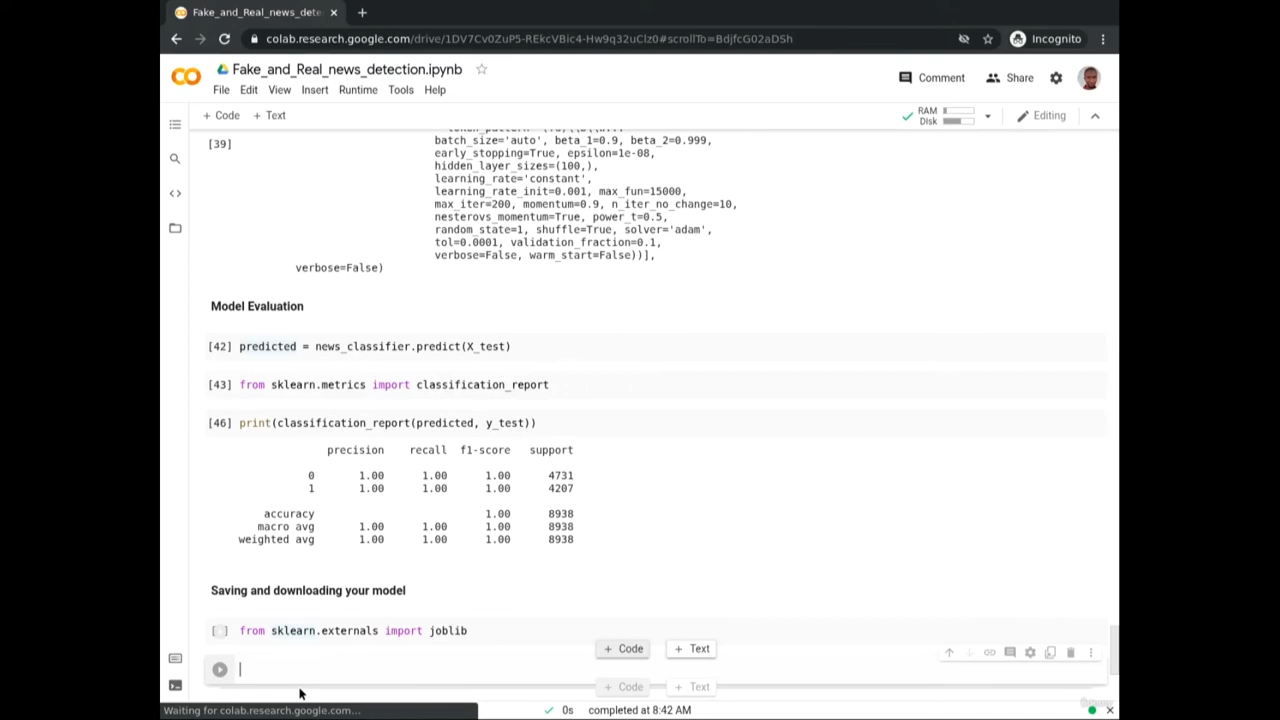 Fake_and_Real_news_dete
colab.research.google.com/drive/1DV7Cv0ZuP5-REkcVBic4-Hw9q32uClz0#scrollTo=BdjfcG02aDSh
Incognito
Fake_and_Real_news_detection.ipynb
Comment
Share
File Edit View Insert Runtime Tools Help
+ Code + Text
RAM
Disk
Editing
[39]
batch_size='auto', beta_1=0.9, beta_2=0.999,
early_stopping=True, epsilon=1e-08,
hidden_layer_sizes=(100,),
learning_rate='constant',
learning_rate_init=0.001, max_fun=15000,
max_iter=200, momentum=0.9, n_iter_no_change=10,
nesterovs_momentum=True, power_t=0.5,
random_state=1, shuffle=True, solver='adam',
tol=0.0001, validation_fraction=0.1,
verbose=False, warm_start=False))],
verbose=False)
Model Evaluation
[42] predicted = news_classifier.predict(X_test)
[43] from sklearn.metrics import classification_report
[46] print(classification_report(predicted, y_test))
precision recall f1-score support
0 1.00 1.00 1.00 4731
1 1.00 1.00 1.00 4207
accuracy 1.00 8938
macro avg 1.00 1.00 1.00 8938
weighted avg 1.00 1.00 1.00 8938
Saving and downloading your model
[ ] from sklearn.externals import joblib
+ Code + Text
+ Code + Text
Waiting for colab.research.google.com...
0s completed at 8:42 AM